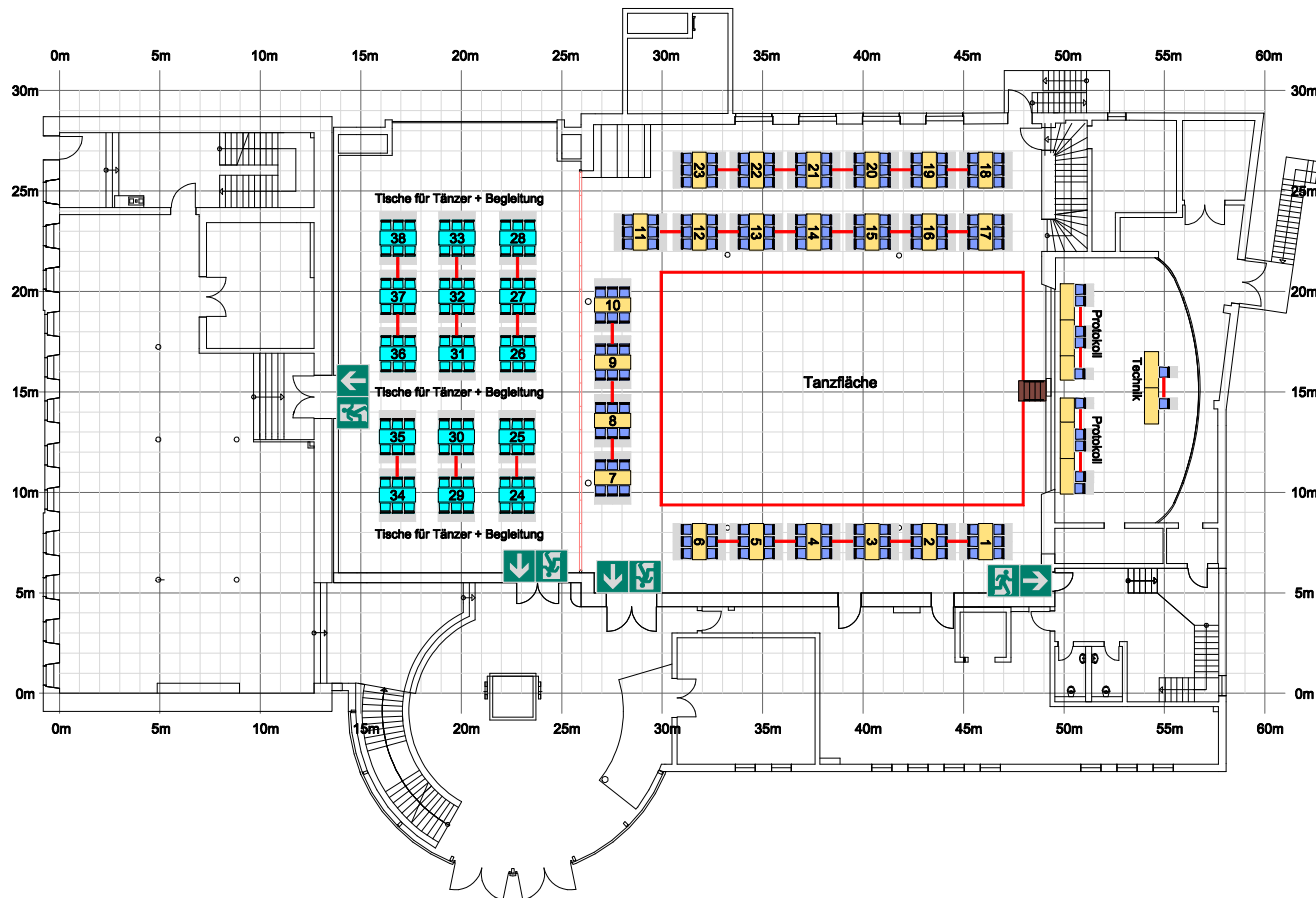 0m 5m 10m 15m 20m 25m 30m 35m 40m 45m 50m 55m 60m
30m 30m
23 22 21 20 19 18
25m 25m
Tische für Tänzer + Begleitung
11 12 13 14 15 16 17
38 33 28
20m 20m
37 32 27
10
36 31 26
9
Protokoll
Tanzfläche
Technik
15m 15m
Tische für Tänzer + Begleitung
35 30 25
8
Protokoll
7
10m 10m
34 29 24
Tische für Tänzer + Begleitung
6 5 4 3 2 1
5m 5m
0m 0m
0m 5m 10m 15m 20m 25m 30m 35m 40m 45m 50m 55m 60m